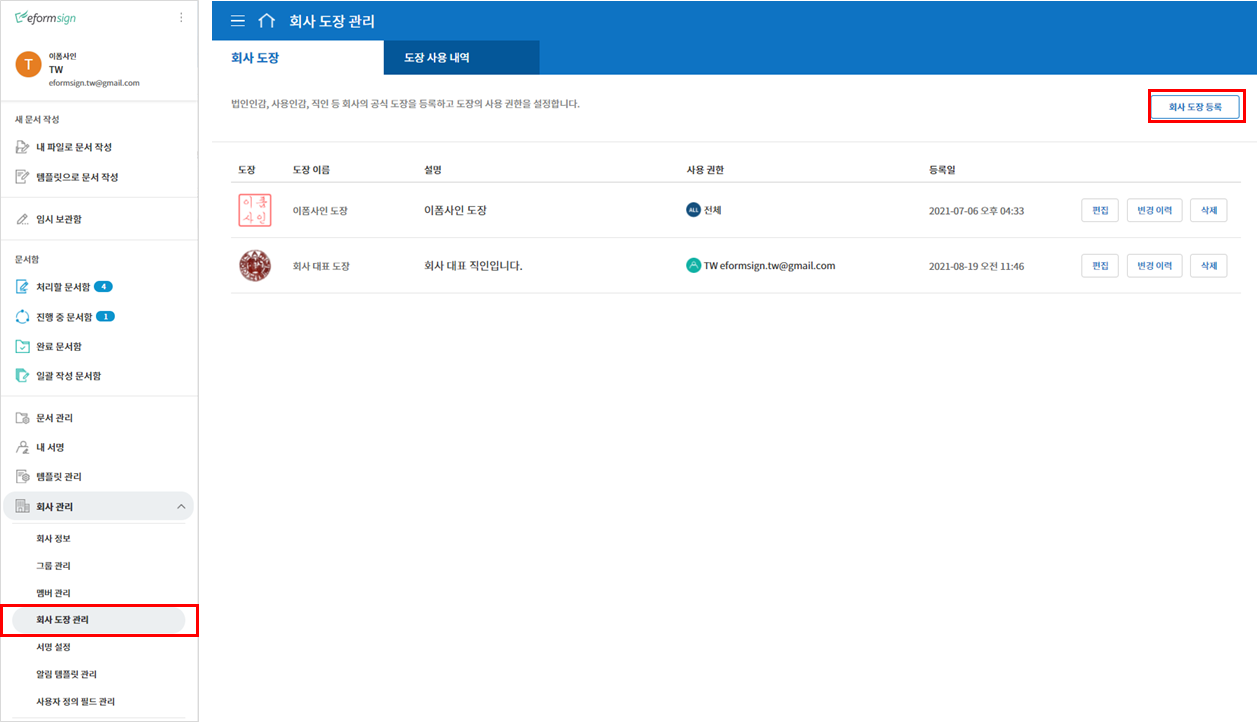 eformsign
T
이폼사인
TW
eformsign.tw@gmail.com
새 문서 작성
내 파일로 문서 작성
템플릿으로 문서 작성
임시 보관함
문서함
처리할 문서함 4
진행 중 문서함 1
완료 문서함
일괄 작성 문서함
문서 관리
내 서명
템플릿 관리
회사 관리
회사 정보
그룹 관리
멤버 관리
회사 도장 관리
서명 설정
알림 템플릿 관리
사용자 정의 필드 관리
회사 도장 관리
회사 도장 도장 사용 내역
법인인감, 사용인감, 직인 등 회사의 공식 도장을 등록하고 도장의 사용 권한을 설정합니다.
회사 도장 등록
도장 도장 이름 설명 사용 권한 등록일
이폼
사인
이폼사인 도장 이폼사인 도장 ALL 전체 2021-07-06 오후 04:33 편집 변경 이력 삭제
회사 대표 도장 회사 대표 직인입니다. TW eformsign.tw@gmail.com 2021-08-19 오전 11:46 편집 변경 이력 삭제